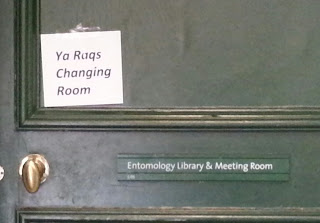 Ya Raqs
Changing
Room
Entomology Library & Meeting Room